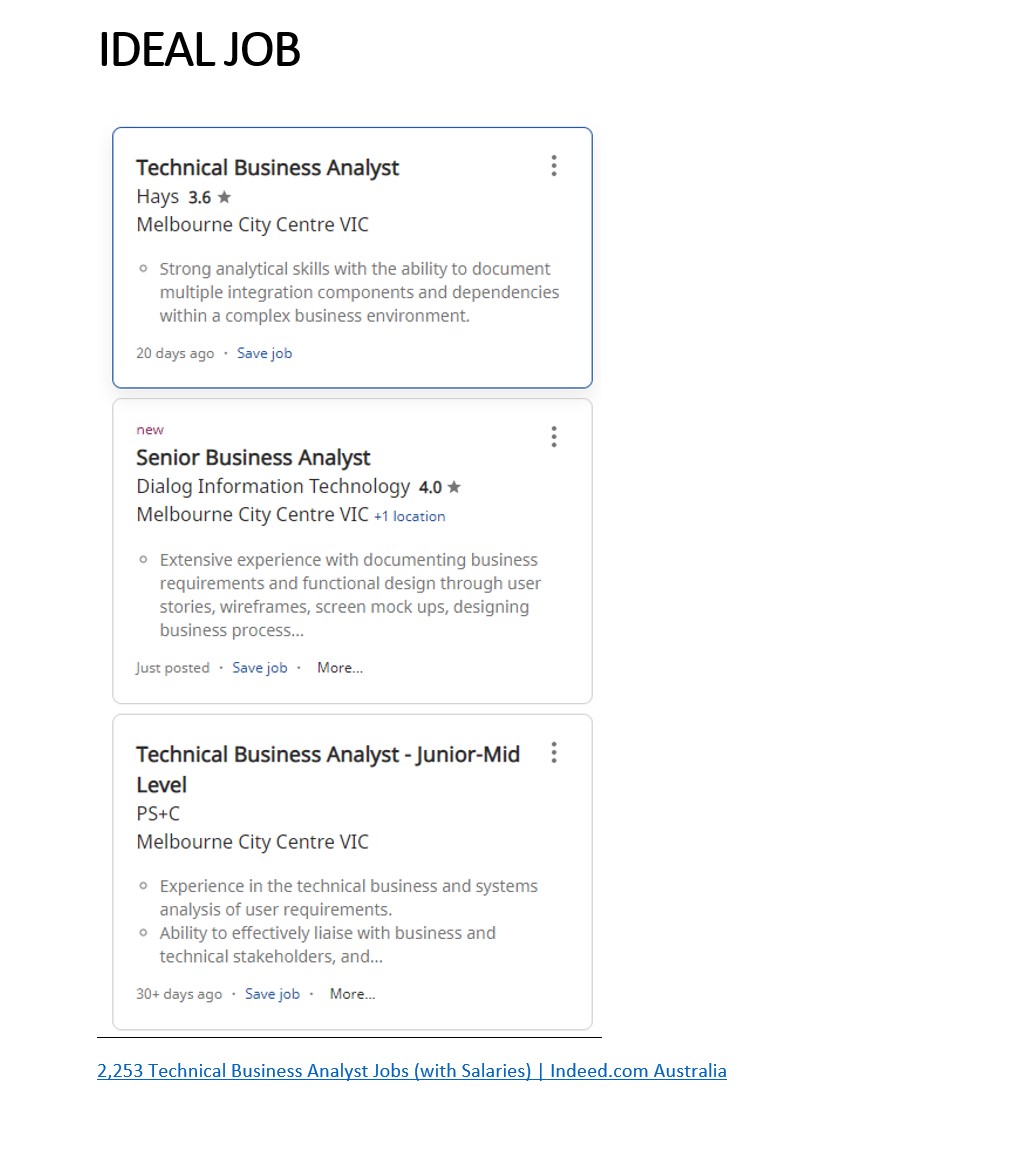 IDEAL JOB
Technical Business Analyst
Hays 3.6 ★
Melbourne City Centre VIC
Strong analytical skills with the ability to document
multiple integration components and dependencies
within a complex business environment.
20 days ago · Save job
new
Senior Business Analyst
Dialog Information Technology 4.0 ★
Melbourne City Centre VIC +1 location
Extensive experience with documenting business
requirements and functional design through user
stories, wireframes, screen mock ups, designing
business process...
Just posted · Save job · More...
Technical Business Analyst - Junior-Mid
Level
PS+C
Melbourne City Centre VIC
Experience in the technical business and systems
analysis of user requirements.
Ability to effectively liaise with business and
technical stakeholders, and...
30+ days ago · Save job · More...
2,253 Technical Business Analyst Jobs (with Salaries) | Indeed.com Australia